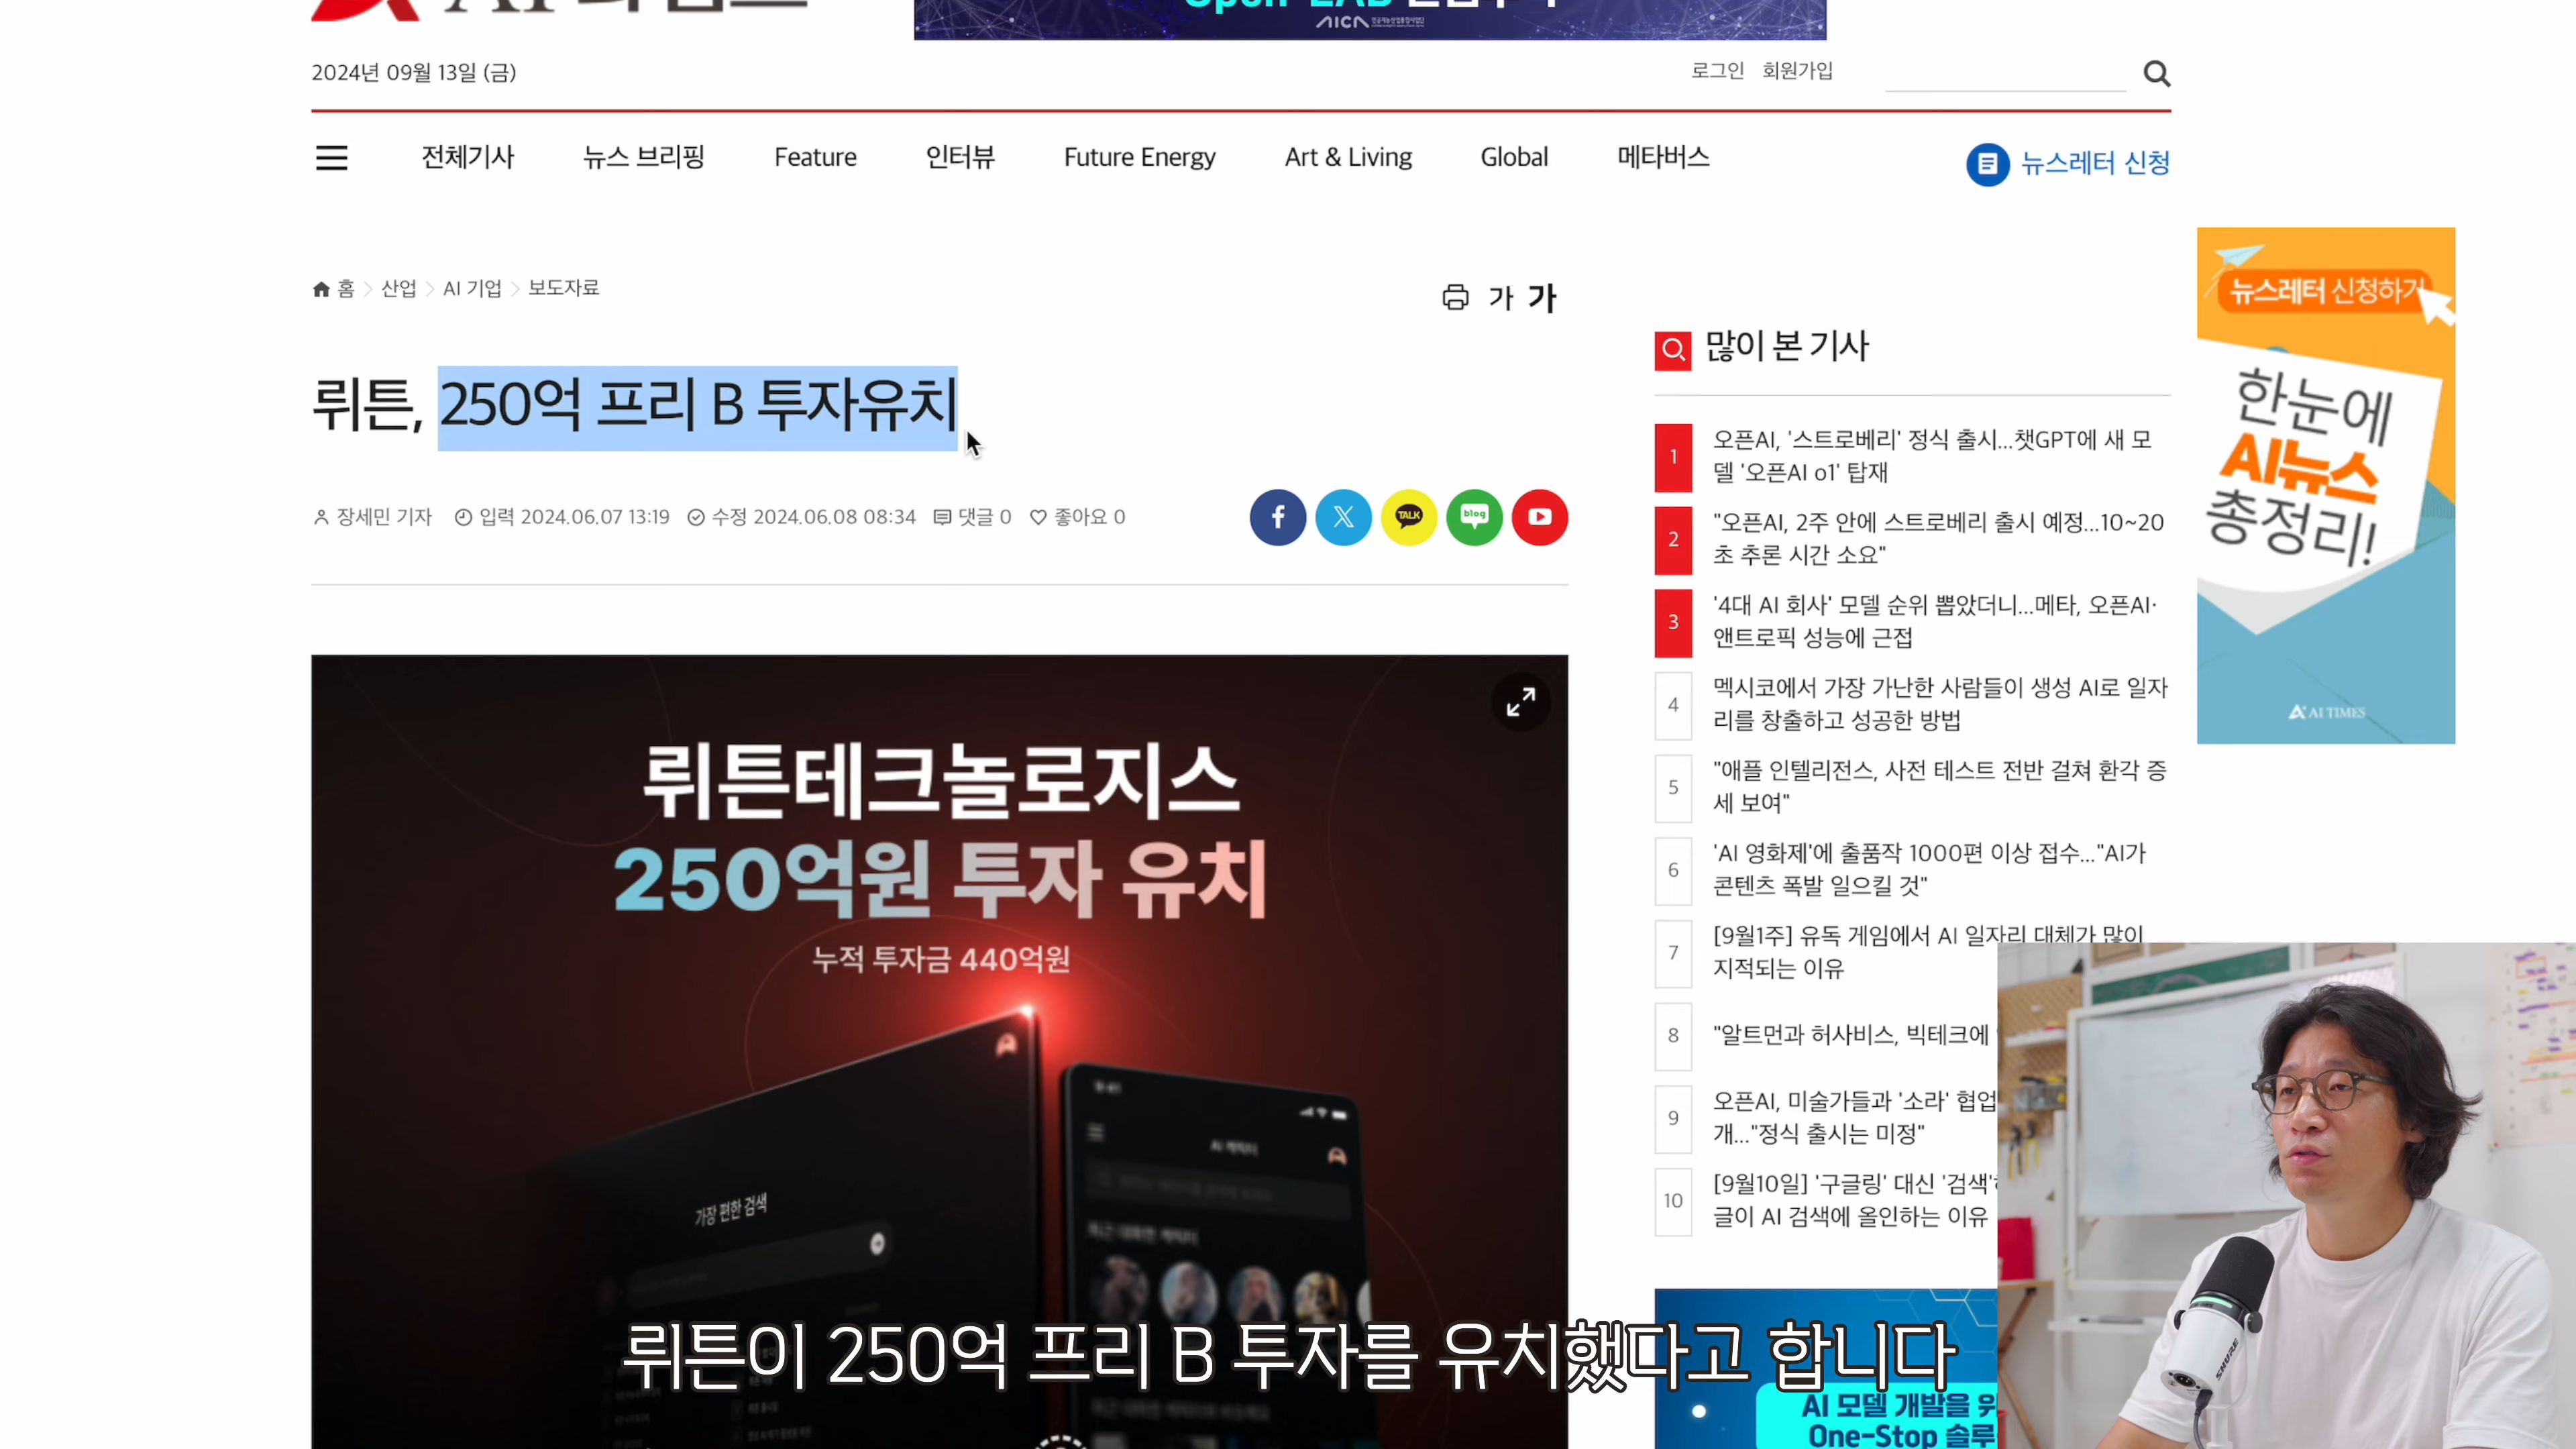 2024년 09월 13일 (금)
로그인 회원가입
전체기사 뉴스 브리핑 Feature 인터뷰 Future Energy Art & Living Global 메타버스
뉴스레터 신청
홈 > 산업 > AI 기업 > 보도자료
가 가
뤼튼, 250억 프리 B 투자유치
장세민 기자 입력 2024.06.07 13:19 수정 2024.06.08 08:34 댓글 0 좋아요 0
TALK
blog
뤼튼테크놀로지스
250억원 투자 유치
누적 투자금 440억원
가장 편한 검색
AI 캐릭터
많이 본 기사
1 오픈AI, '스트로베리' 정식 출시...챗GPT에 새 모
델 '오픈AI o1' 탑재
2 "오픈AI, 2주 안에 스트로베리 출시 예정...10~20
초 추론 시간 소요"
3 '4대 AI 회사' 모델 순위 뽑았더니...메타, 오픈AI·
앤트로픽 성능에 근접
4 멕시코에서 가장 가난한 사람들이 생성 AI로 일자
리를 창출하고 성공한 방법
5 "애플 인텔리전스, 사전 테스트 전반 걸쳐 환각 증
세 보여"
6 'AI 영화제'에 출품작 1000편 이상 접수..."AI가
콘텐츠 폭발 일으킬 것"
7 [9월1주] 유독 게임에서 AI 일자리 대체가 많이
지적되는 이유
8 "알트먼과 허사비스, 빅테크에
9 오픈AI, 미술가들과 '소라' 협업
개..."정식 출시는 미정"
10 [9월10일] '구글링' 대신 '검색'
글이 AI 검색에 올인하는 이유
뉴스레터 신청하기
한눈에
AI뉴스
총정리!
AI TIMES
AI 모델 개발을 위
One-Stop 솔루
SHURE
뤼튼이 250억 프리 B 투자를 유치했다고 합니다